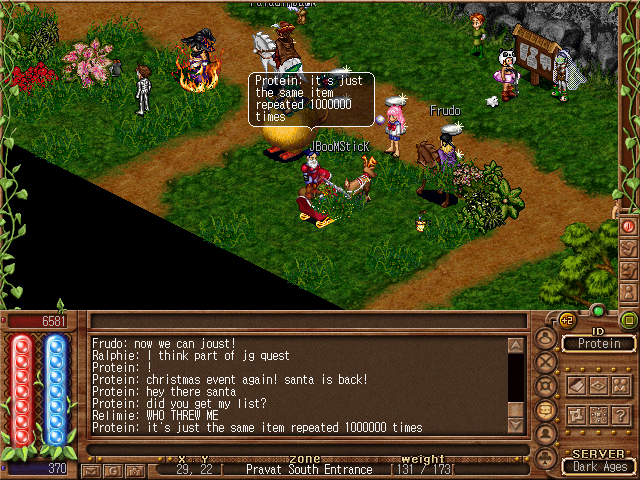 Protein: it's just
the same item
repeated 1000000
times
Frudo
JBooMSticK
6581
+2
ID
Protein
Frudo: now we can joust!
Ralphie: I think part of jg quest
Protein: !
Protein: christmas event again! santa is back!
Protein: hey there santa
Protein: did you get my list?
Relimie: WHO THREW ME
Protein: it's just the same item repeated 1000000 times
370
x y zone weight
29, 22 [ Pravat South Entrance [131 / 173[
G
?
SERVER
Dark Ages